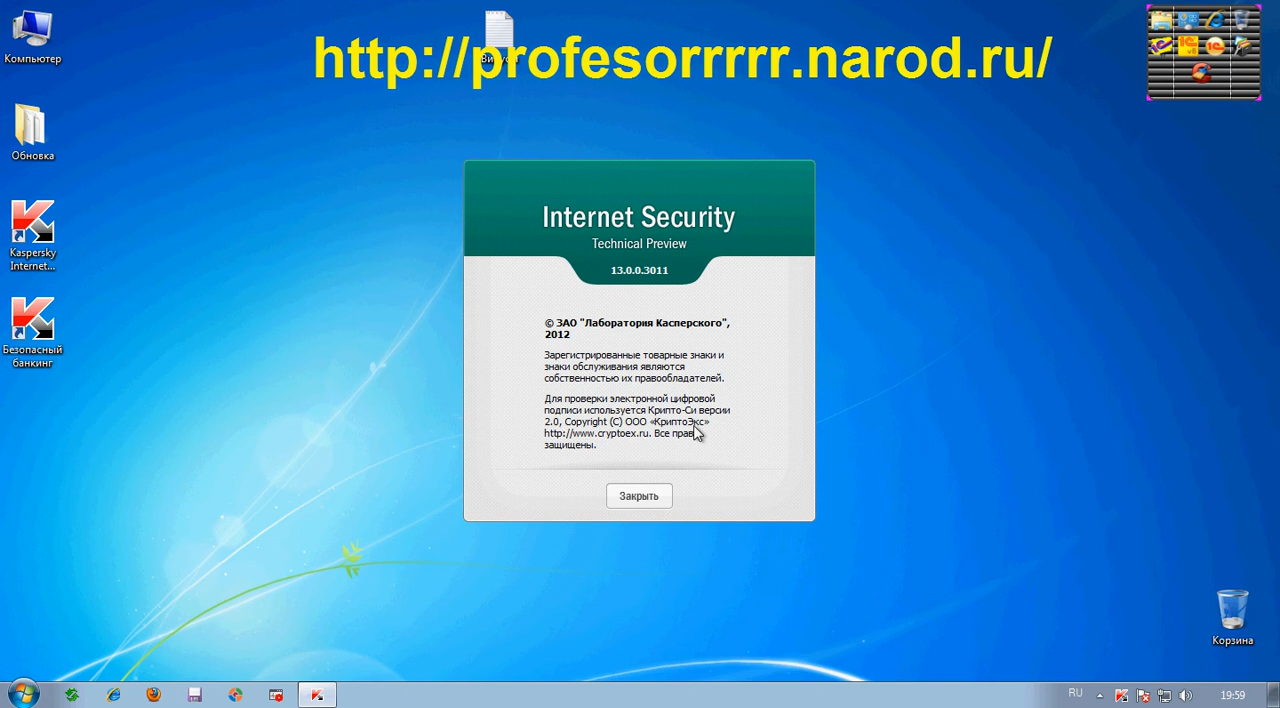 http://profesorrrrr.narod.ru/
Компьютер
Обновка
Kaspersky
Internet...
Безопасный
банкинг
Internet Security
Technical Preview
13.0.0.3011
© ЗАО "Лаборатория Касперского",
2012
Зарегистрированные товарные знаки и
знаки обслуживания являются
собственностью их правообладателей.
Для проверки электронной цифровой
подписи используется Крипто-Си версии
2.0, Copyright (C) ООО «КриптоЭкс»
http://www.cryptoex.ru. Все права
защищены.
Закрыть
Корзина
RU
19:59